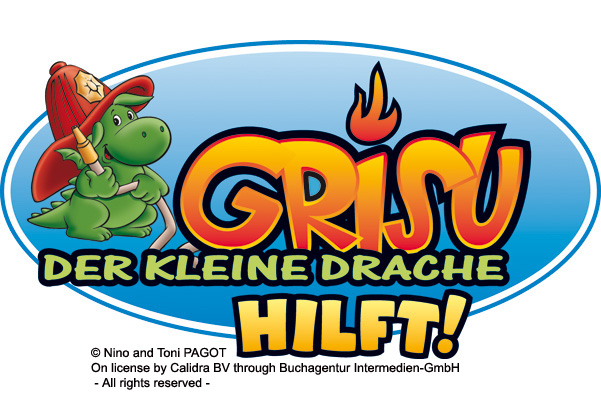 GRISU
DER KLEINE DRACHE
HILFT!
© Nino and Toni PAGOT
On license by Calidra BV through Buchagentur Intermedien-GmbH
- All rights reserved -